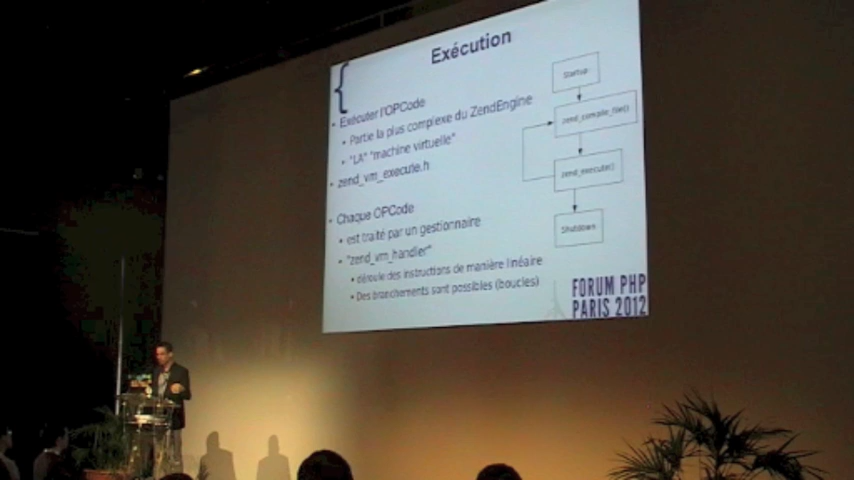 Exécution
{
• Exécuter l'OPCode
• Partie la plus complexe du ZendEngine
• "LA" "machine virtuelle"
• zend_vm_execute.h
• Chaque OPCode
• est traité par un gestionnaire
• "zend_vm_handler"
• déroule des instructions de manière linéaire
• Des branchements sont possibles (boucles)
Startup
zend_compile_file()
zend_execute()
Shutdown
FORUM PHP
PARIS 2012